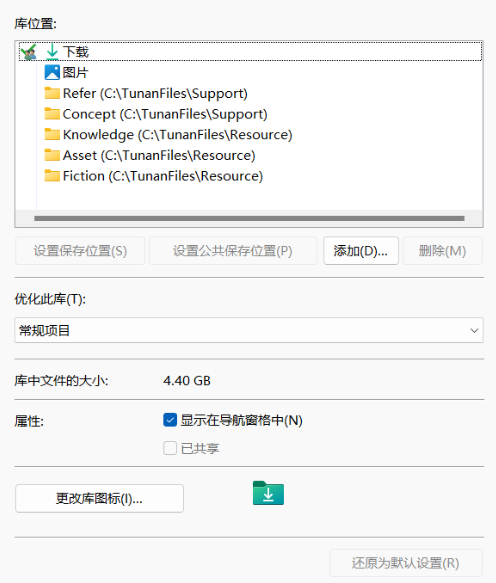 库位置:
下载
图片
Refer (C:\TunanFiles\Support)
Concept (C:\TunanFiles\Support)
Knowledge (C:\TunanFiles\Resource)
Asset (C:\TunanFiles\Resource)
Fiction (C:\TunanFiles\Resource)
设置保存位置(S) 设置公共保存位置(P) 添加(D)... 删除(M)
优化此库(T):
常规项目
库中文件的大小: 4.40 GB
属性: 显示在导航窗格中(N)
已共享
更改库图标(I)...
还原为默认设置(R)